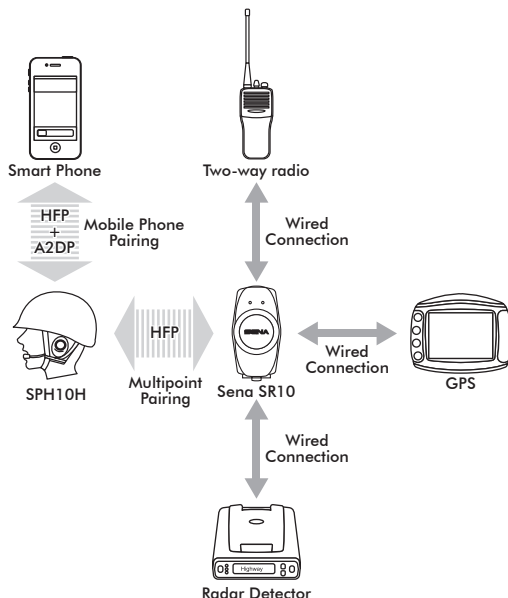 Smart Phone
Two-way radio
HFP
+
A2DP
Mobile Phone
Pairing
Wired
Connection
HFP
SENA
Wired
Connection
SPH10H
Multipoint
Pairing
Sena SR10
GPS
Wired
Connection
Highway
Radar Detector